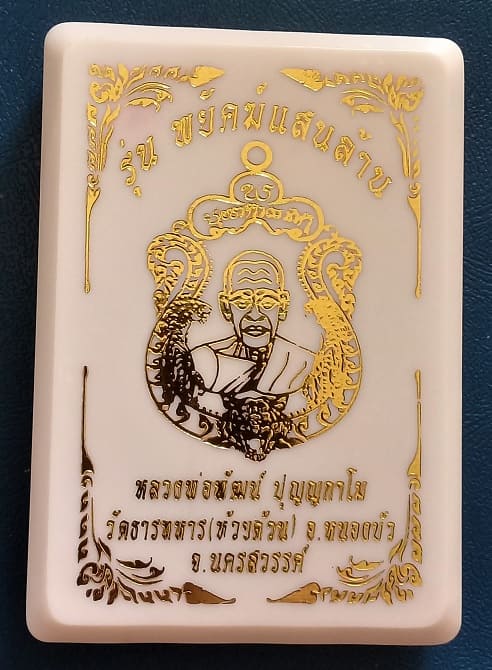 รุ่น พยัคฆ์แสนล้าน
หลวงพ่อพัฒน์ ปุญญกาโม
วัดธารทหาร(ห้วยด้วน) อ.หนองบัว
จ.นครสวรรค์